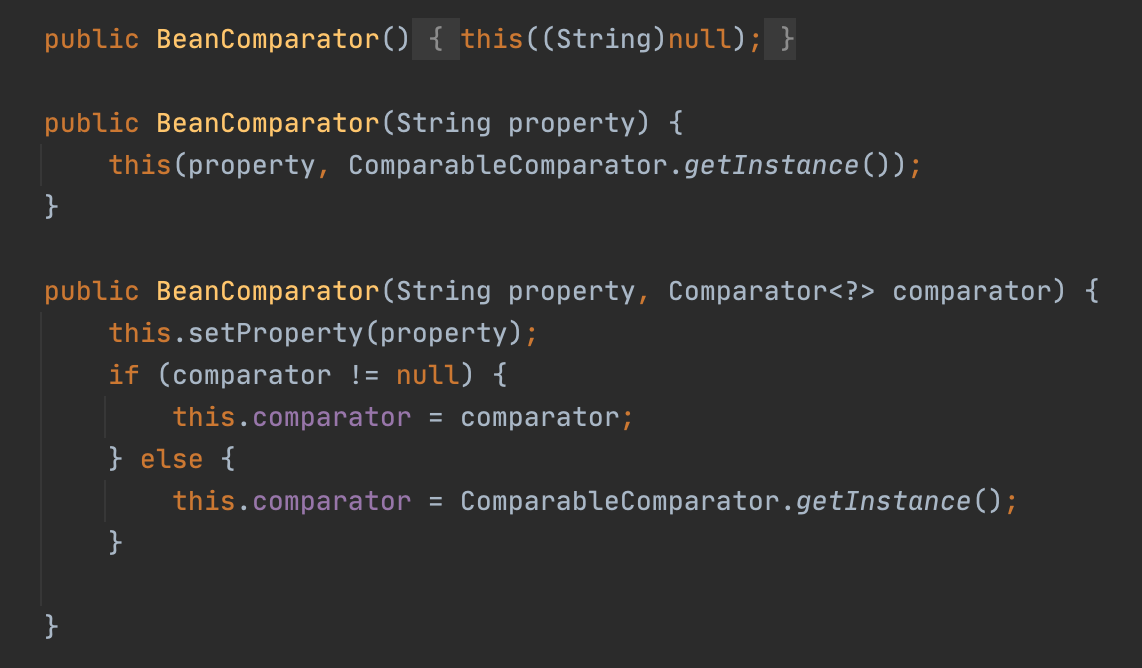 public BeanComparator() { this((String)null); }
public BeanComparator(String property) {
this(property, ComparableComparator.getInstance());
}
public BeanComparator(String property, Comparator<?> comparator) {
this.setProperty(property);
if (comparator != null) {
this.comparator = comparator;
} else {
this.comparator = ComparableComparator.getInstance();
}
}